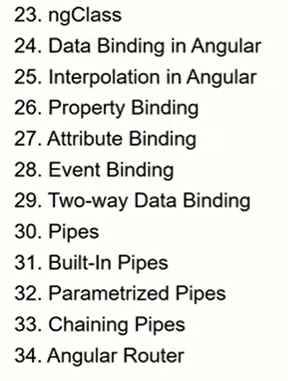 23. ngClass
24. Data Binding in Angular
25. Interpolation in Angular
26. Property Binding
27. Attribute Binding
28. Event Binding
29. Two-way Data Binding
30. Pipes
31. Built-In Pipes
32. Parametrized Pipes
33. Chaining Pipes
34. Angular Router